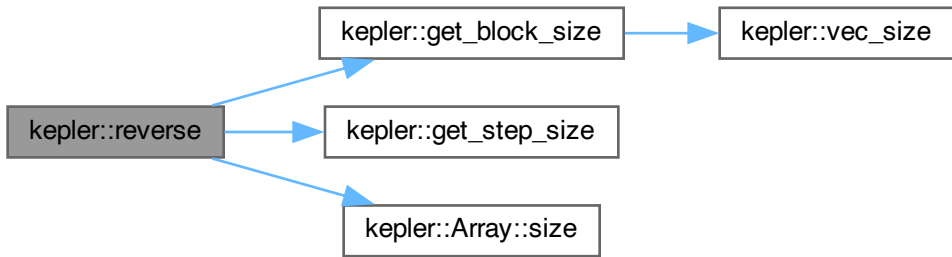 kepler::reverse
kepler::get_block_size
kepler::vec_size
kepler::get_step_size
kepler::Array::size